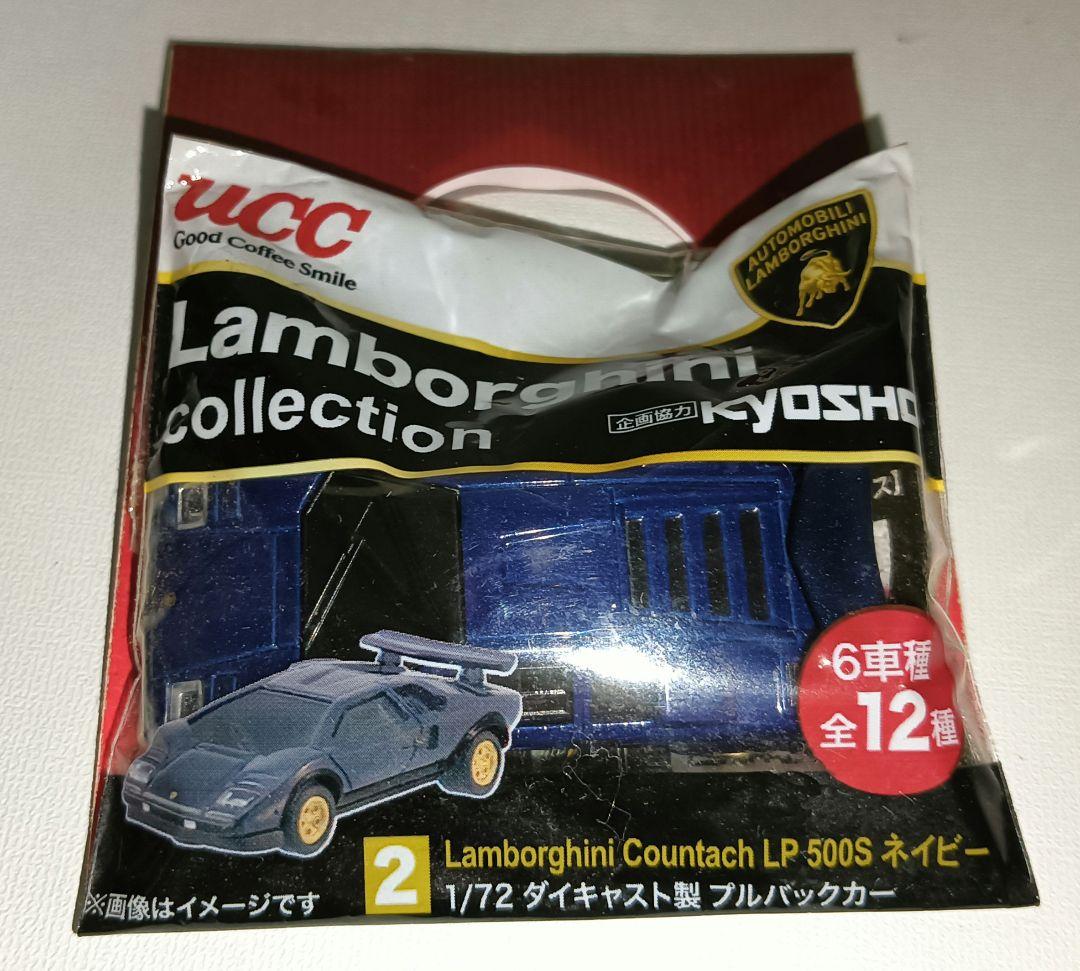 UCC
Good Coffee Smile
AUTOMOBILI
LAMBORGHINI
Lamborghini
collection
企画協力 KYOSHO
6車種
全12種
2 Lamborghini Countach LP 500S ネイビー
1/72 ダイキャスト製 プルバックカー
※画像はイメージです